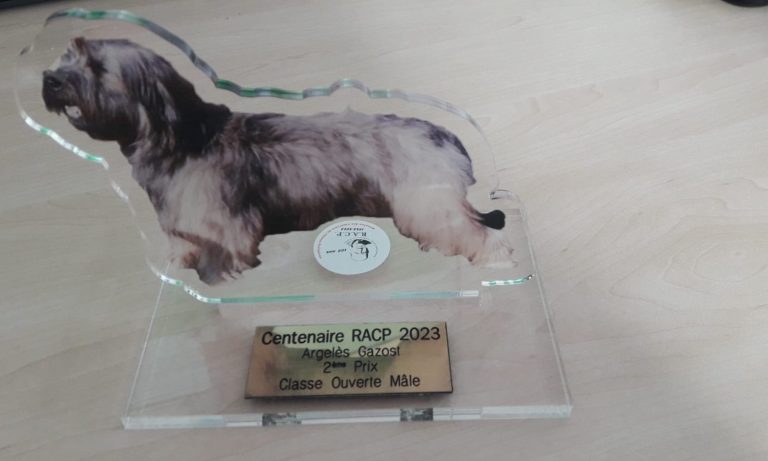 R.A.C.P
Centenaire RACP 2023
Argelès Gazost
2ème Prix
Classe Ouverte Mâle